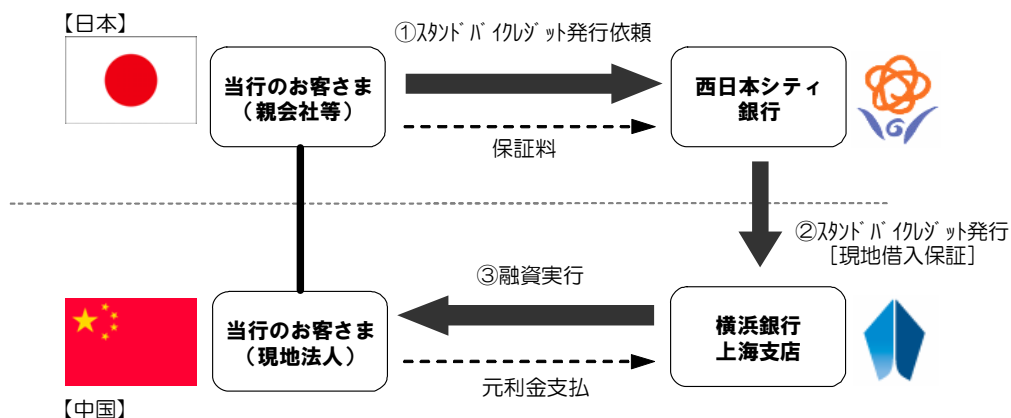 【日本】
①ｽﾀﾝﾄﾞﾊﾞｲｸﾚｼﾞｯﾄ発行依頼
当行のお客さま
（親会社等）
西日本シティ
銀行
保証料
②ｽﾀﾝﾄﾞﾊﾞｲｸﾚｼﾞｯﾄ発行
［現地借入保証］
③融資実行
当行のお客さま
（現地法人）
横浜銀行
上海支店
元利金支払
【中国】